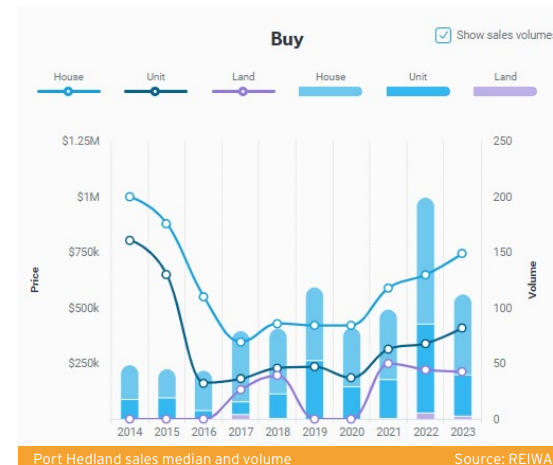 Buy
Show sales volumes
House Unit Land House Unit Land
$1.25M 250
$1M 200
$750k 150
Price Volume
$500k 100
$250k 50
0
2014 2015 2016 2017 2018 2019 2020 2021 2022 2023
Port Hedland sales median and volume Source: REIWA